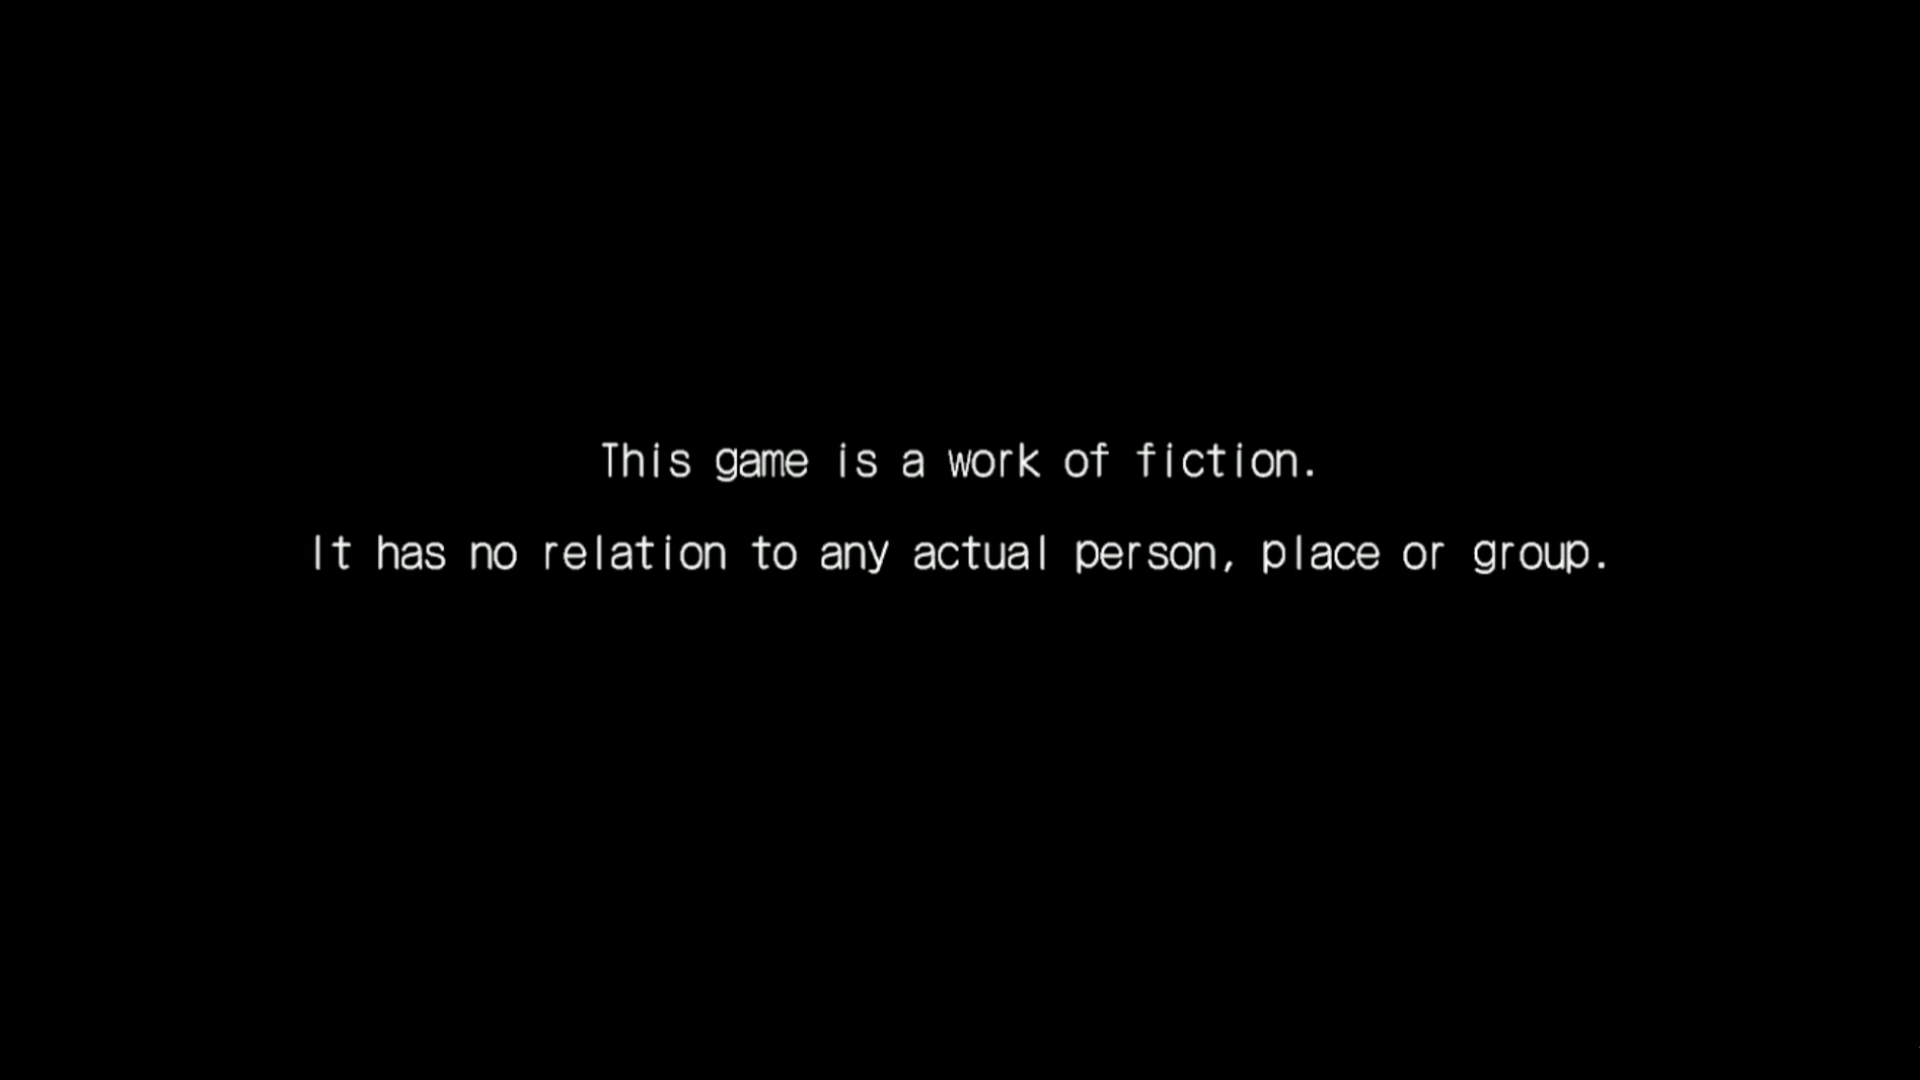 This game is a work of fiction.
It has no relation to any actual person, place or group.